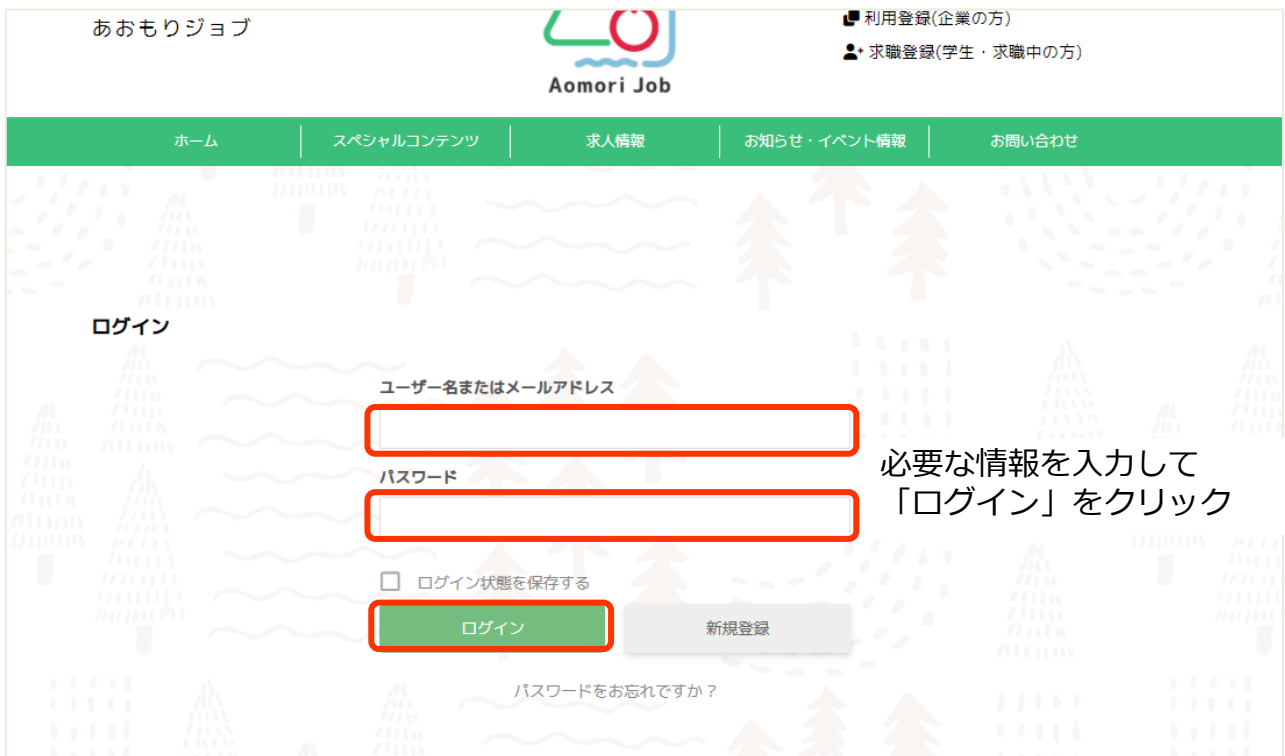 あおもりジョブ
Aomori Job
利用登録(企業の方)
求職登録(学生・求職中の方)
ホーム
スペシャルコンテンツ
求人情報
お知らせ・イベント情報
お問い合わせ
ログイン
ユーザー名またはメールアドレス
パスワード
必要な情報を入力して
「ログイン」をクリック
ログイン状態を保存する
ログイン
新規登録
パスワードをお忘れですか？